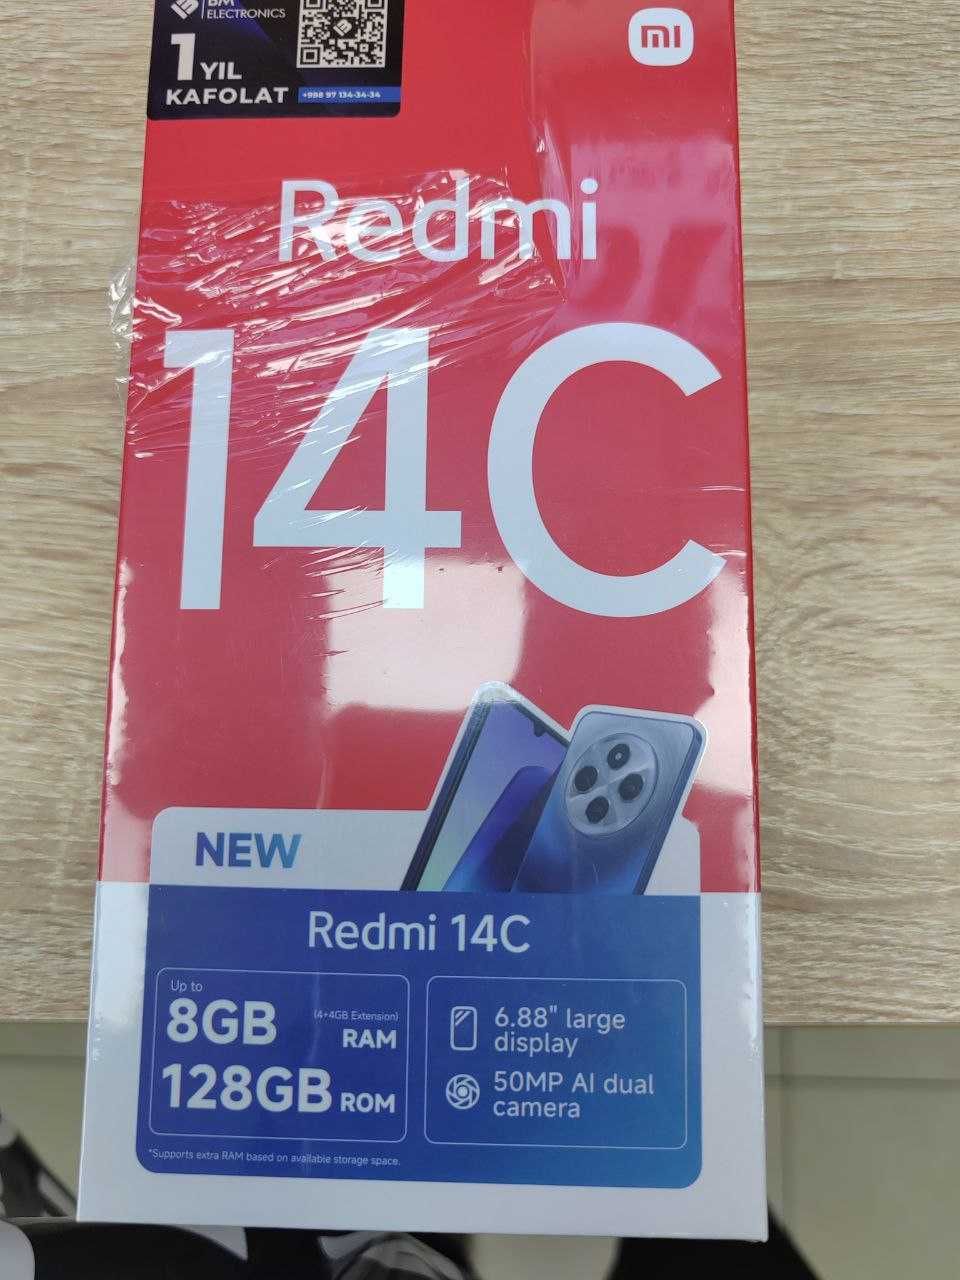 BM
ELECTRONICS
1 YIL
KAFOLAT
+998 97 134-34-34
mi
Redmi
14C
NEW
Redmi 14C
Up to
8GB (4+4GB Extension) RAM
128GB ROM
6.88" large
display
50MP AI dual
camera
*Supports extra RAM based on available storage space.